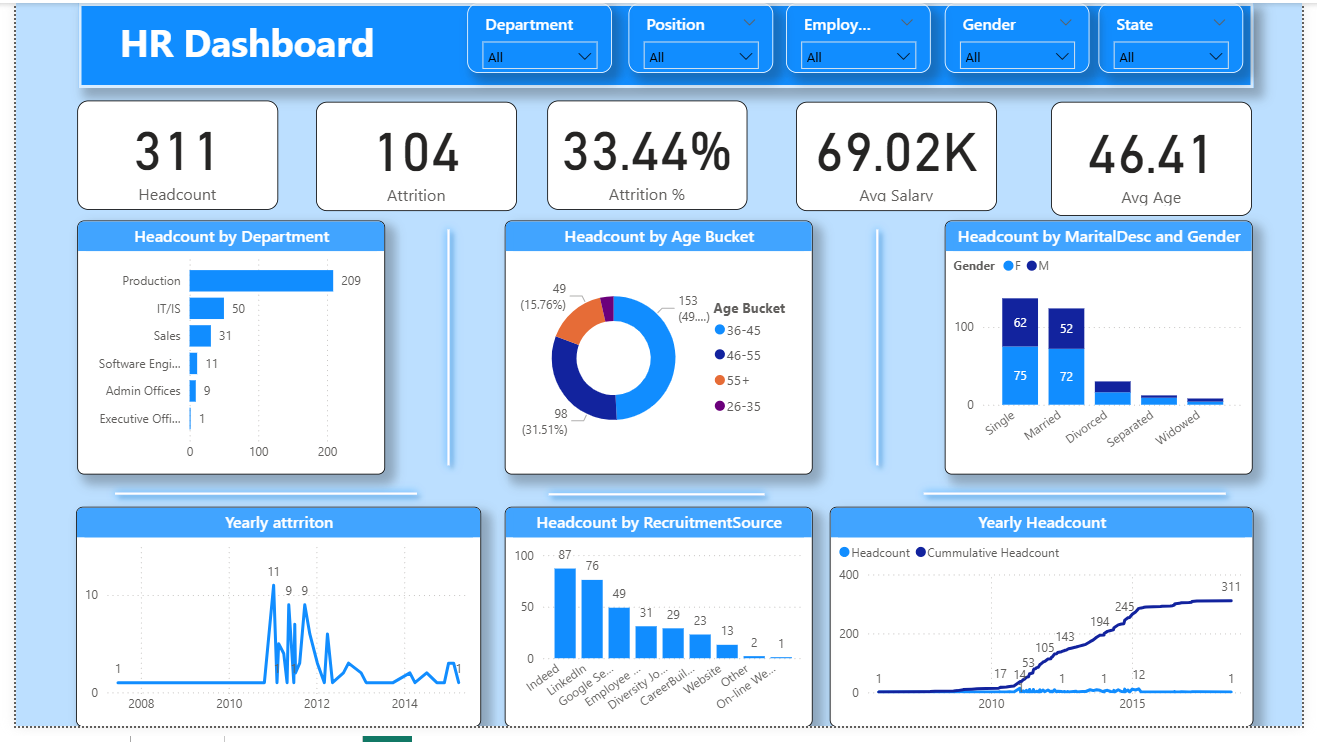 HR Dashboard
Department
All
Position
All
Employ...
All
Gender
All
State
All
311
Headcount
104
Attrition
33.44%
Attrition %
69.02K
Avg Salary
46.41
Avg Age
Headcount by Department
Production 209
IT/IS 50
Sales 31
Software Engi... 11
Admin Offices 9
Executive Offi... 1
0 100 200
Headcount by Age Bucket
49
(15.76%)
153
(49....)
98
(31.51%)
Age Bucket
36-45
46-55
55+
26-35
Headcount by MaritalDesc and Gender
Gender F M
100
0
62
52
75
72
Single Married Divorced Separated Widowed
Yearly attrriton
10
0
1
11
9
9
1
2008 2010 2012 2014
Headcount by RecruitmentSource
100
50
0
87
76
49
31
29
23
13
2
1
Indeed
LinkedIn
Google Se...
Employee ...
Diversity Jo...
CareerBuil...
Website
Other
On-line We...
Yearly Headcount
Headcount Cummulative Headcount
400
200
0
1
17
14
53
105
143
194
245
311
1
1
12
1
2010 2015